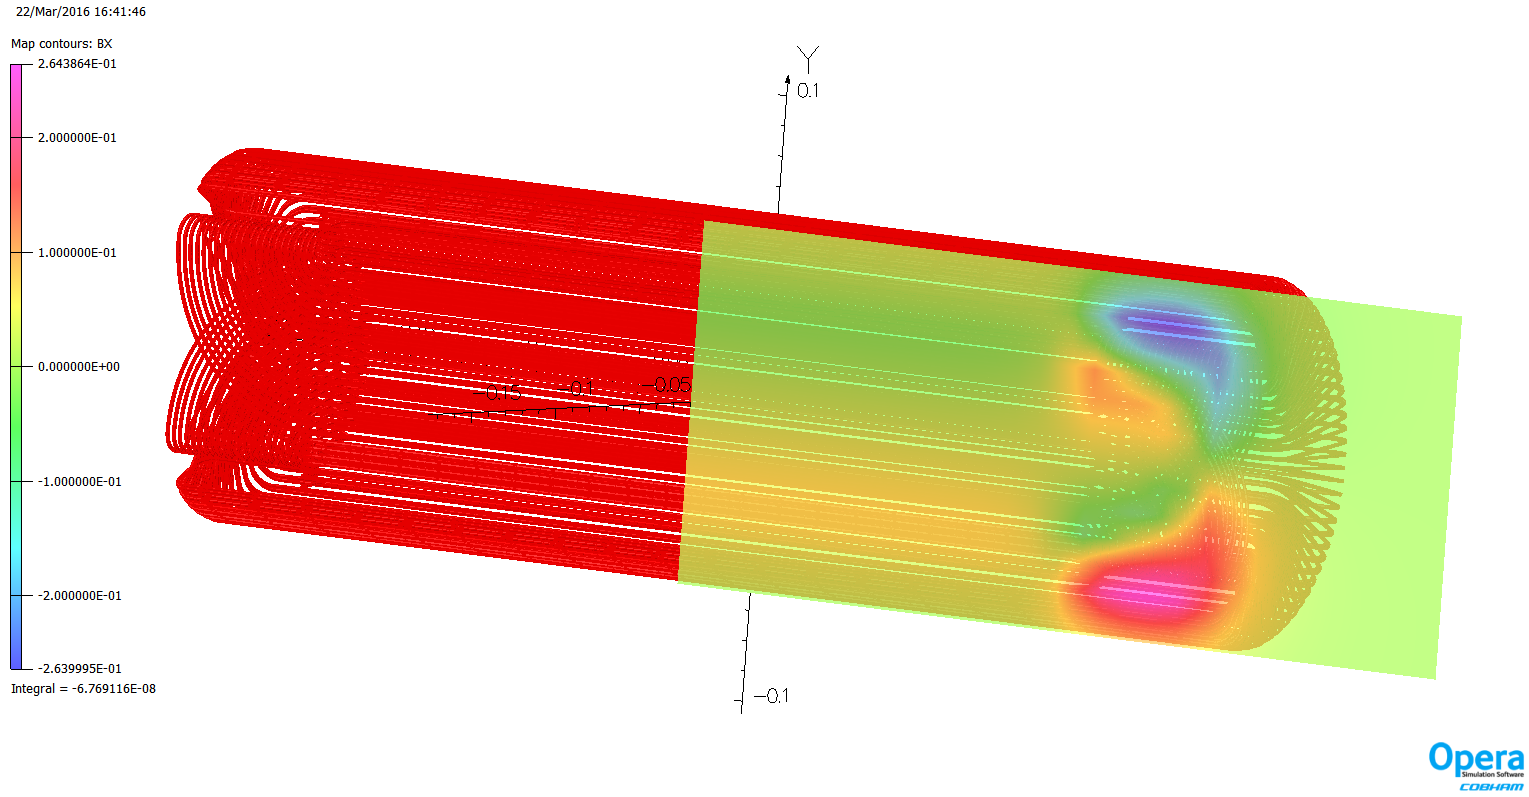 22/Mar/2016 16:41:46
Map contours: BX
2.643864E-01
2.000000E-01
1.000000E-01
0.000000E+00
-1.000000E-01
-2.000000E-01
-2.639995E-01
Integral = -6.769116E-08
Y
0.1
-0.15
-0.05
-0.1
Opera
Simulation Software
COBHAM